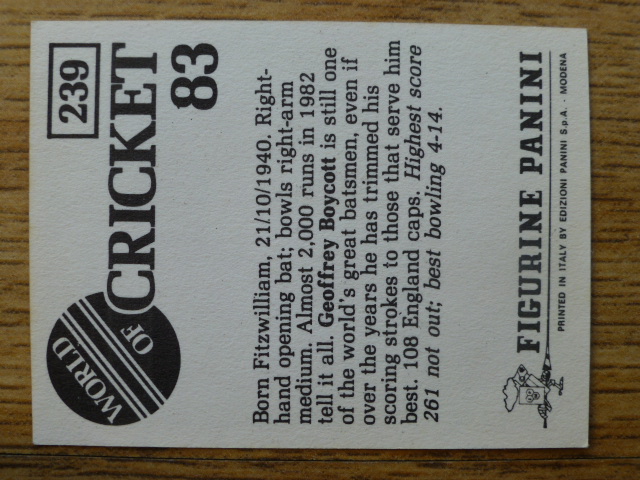 239
WORLD
OF
CRICKET
83
Born Fitzwilliam, 21/10/1940. Right-
hand opening bat; bowls right-arm
medium. Almost 2,000 runs in 1982
tell it all. Geoffrey Boycott is still one
of the world's great batsmen, even if
over the years he has trimmed his
scoring strokes to those that serve him
best. 108 England caps. Highest score
261 not out; best bowling 4-14.
FIGURINE PANINI
PRINTED IN ITALY BY EDIZIONI PANINI S.p.A. - MODENA